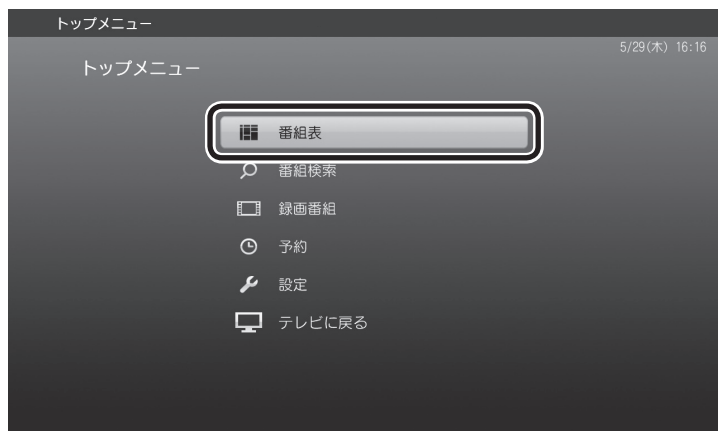 トップメニュー
5/29(木) 16:16
トップメニュー
番組表
番組検索
録画番組
予約
設定
テレビに戻る